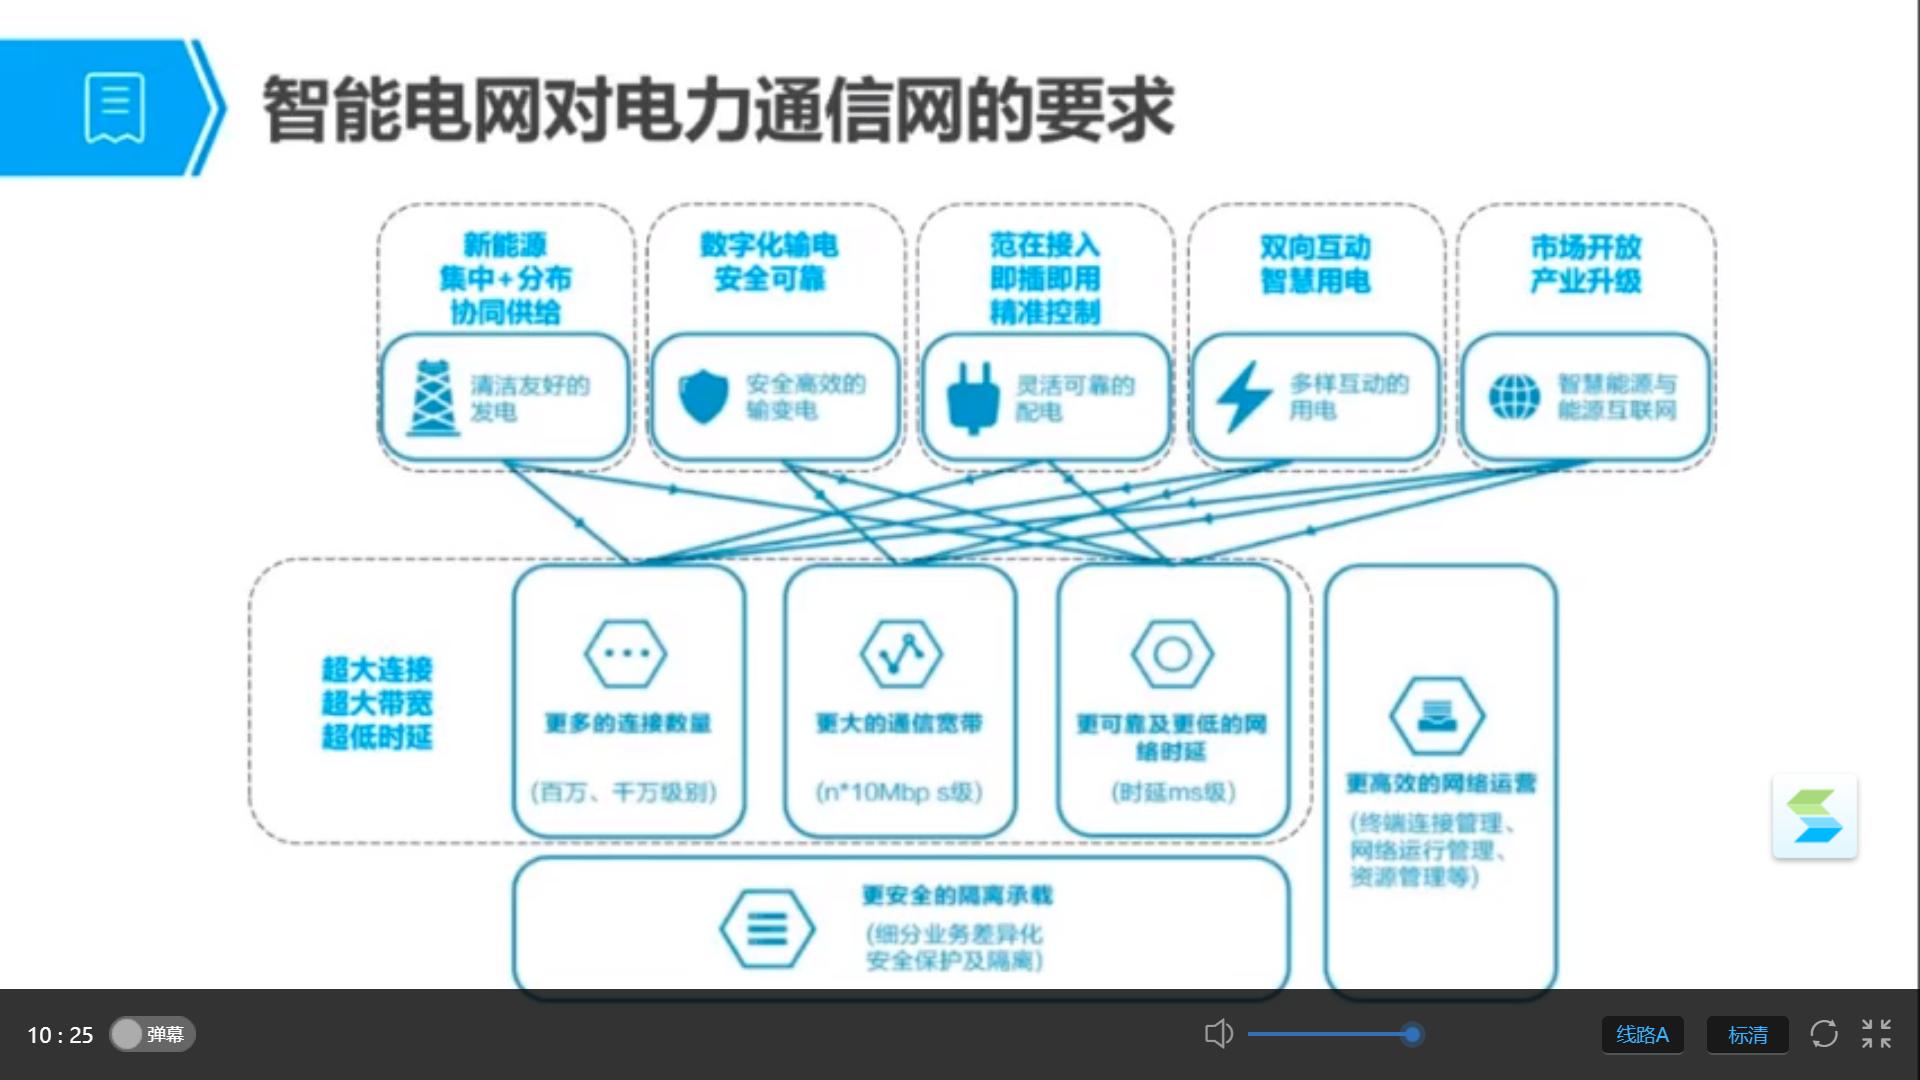 智能电网对电力通信网的要求
新能源
集中+分布
协同供给
数字化输电
安全可靠
范在接入
即插即用
精准控制
双向互动
智慧用电
市场开放
产业升级
清洁友好的
发电
安全高效的
输变电
灵活可靠的
配电
多样互动的
用电
智慧能源与
能源互联网
超大连接
超大带宽
超低时延
更多的连接数量
(百万、千万级别)
更大的通信宽带
(n*10Mbp s级)
更可靠及更低的网
络时延
(时延ms级)
更高效的网络运营
(终端连接管理、
网络运行管理、
资源管理等)
更安全的隔离承载
(细分业务差异化
安全保护及隔离)
10 : 25
弹幕
线路A
标清